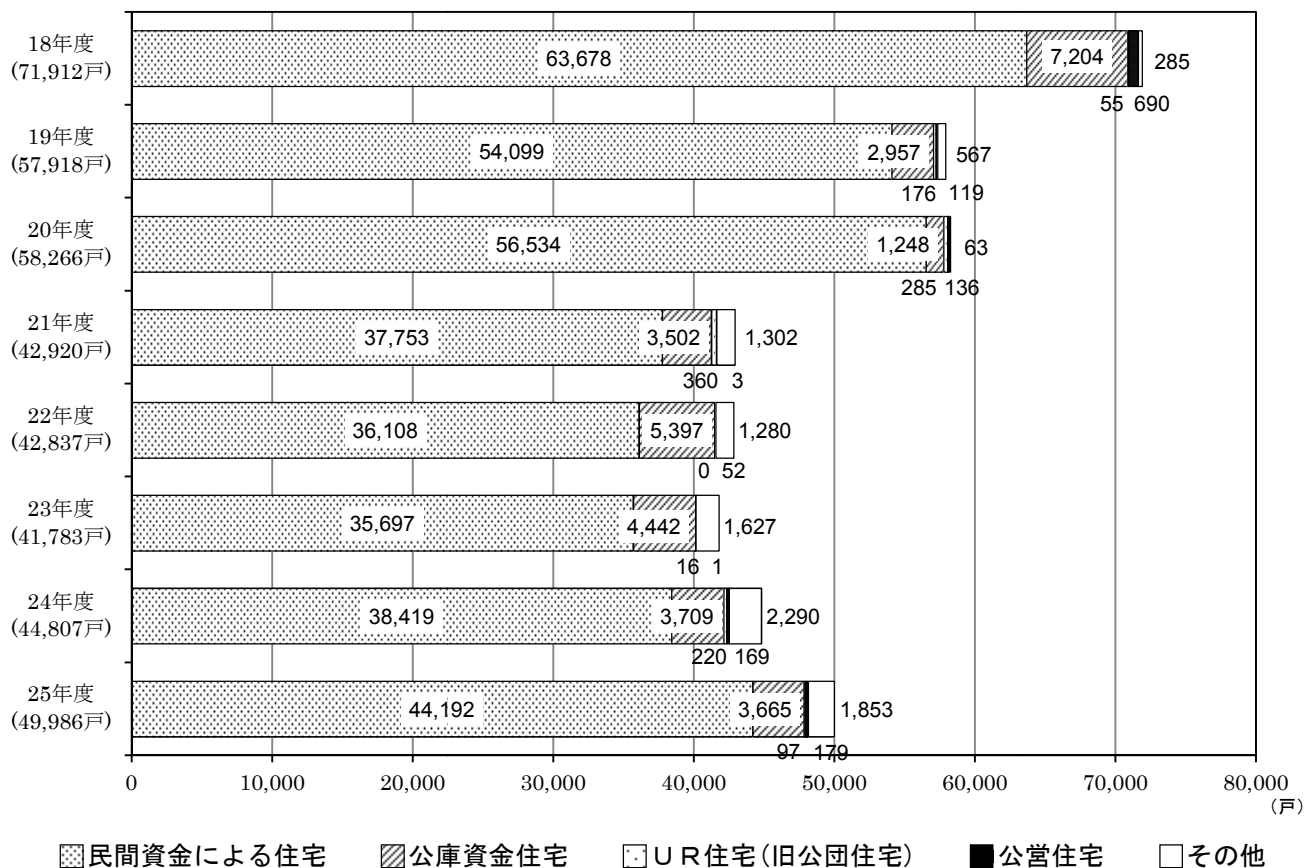 18年度
(71,912戸)
63,678
7,204
285
55 690
19年度
(57,918戸)
54,099
2,957
567
176 119
20年度
(58,266戸)
56,534
1,248
63
285 136
21年度
(42,920戸)
37,753
3,502
1,302
360 3
22年度
(42,837戸)
36,108
5,397
1,280
0 52
23年度
(41,783戸)
35,697
4,442
1,627
16 1
24年度
(44,807戸)
38,419
3,709
2,290
220 169
25年度
(49,986戸)
44,192
3,665
1,853
97 179
0 10,000 20,000 30,000 40,000 50,000 60,000 70,000 80,000
(戸)
民間資金による住宅 公庫資金住宅 UR住宅(旧公団住宅) 公営住宅 その他